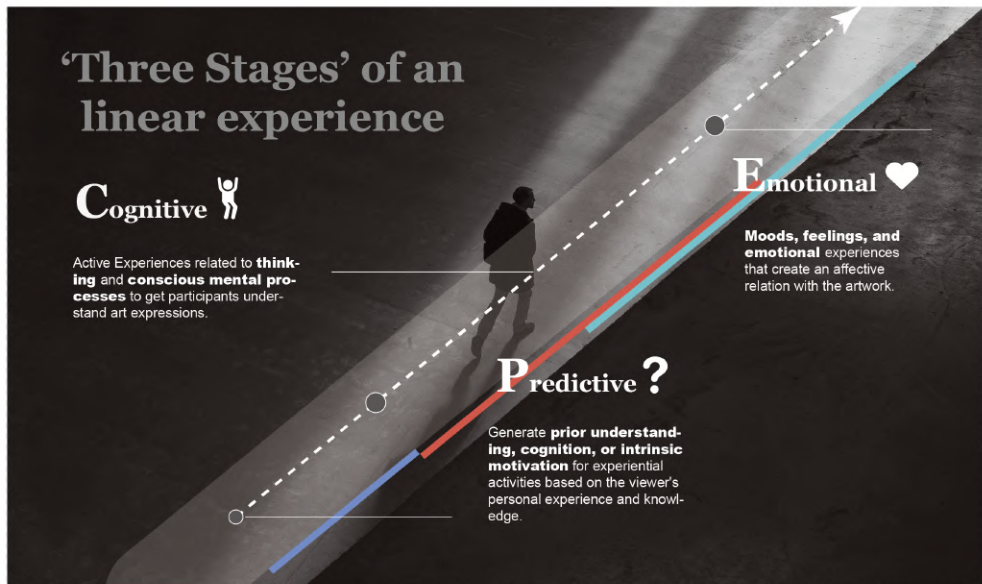 ‘Three Stages’ of an
linear experience
Cognitive
Active Experiences related to think-
ing and conscious mental pro-
cesses to get participants under-
stand art expressions.
Emotional
Moods, feelings, and
emotional experiences
that create an affective
relation with the artwork.
Predictive ?
Generate prior understand-
ing, cognition, or intrinsic
motivation for experiential
activities based on the viewer's
personal experience and knowl-
edge.